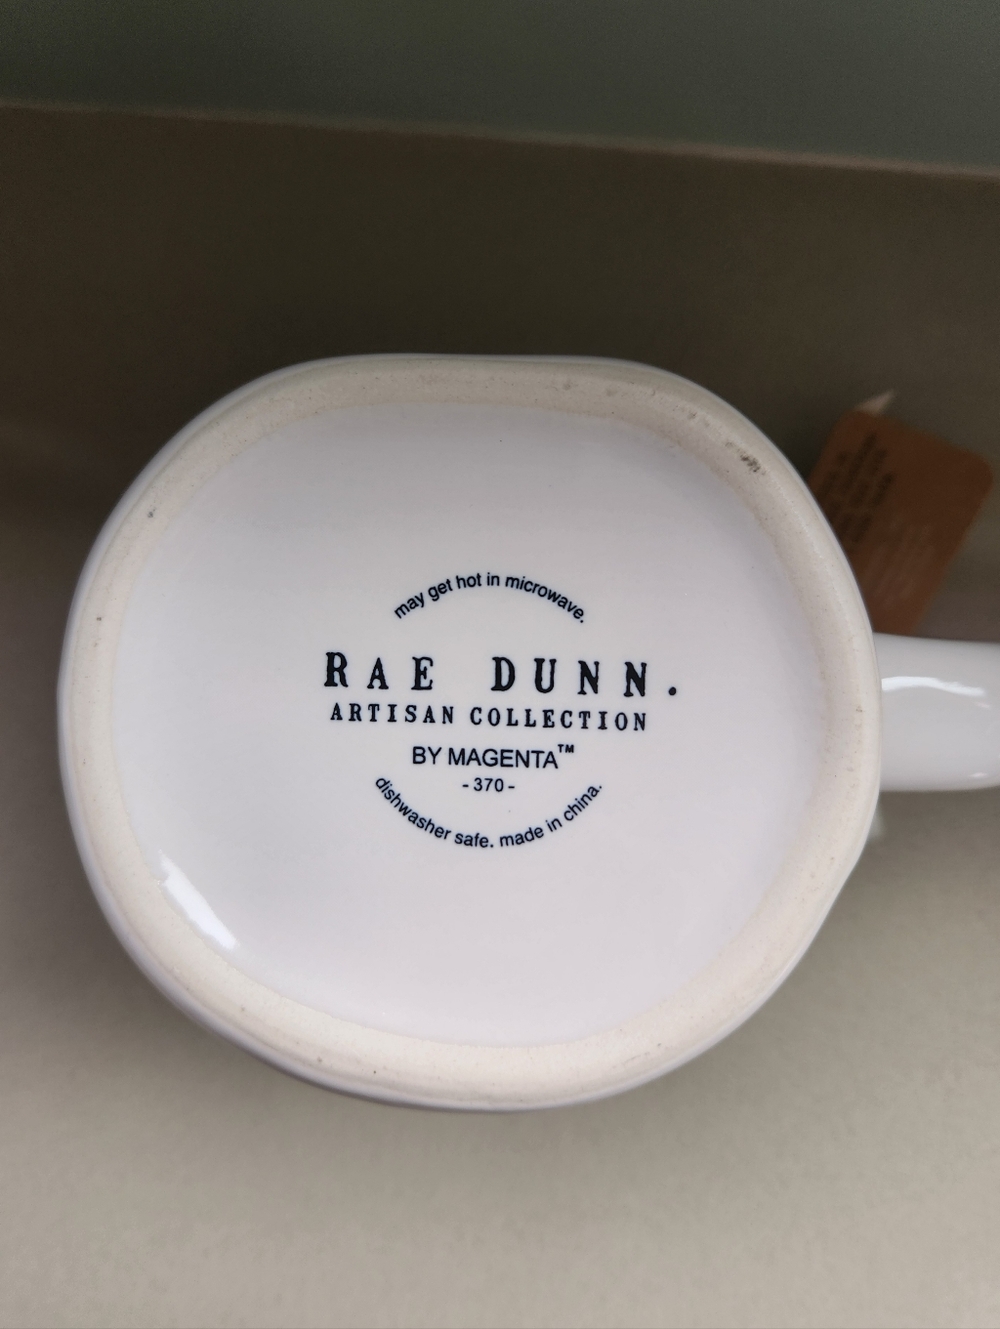 may get hot in microwave.
RAE DUNN.
ARTISAN COLLECTION
BY MAGENTA™
- 370 -
dishwasher safe. made in china.